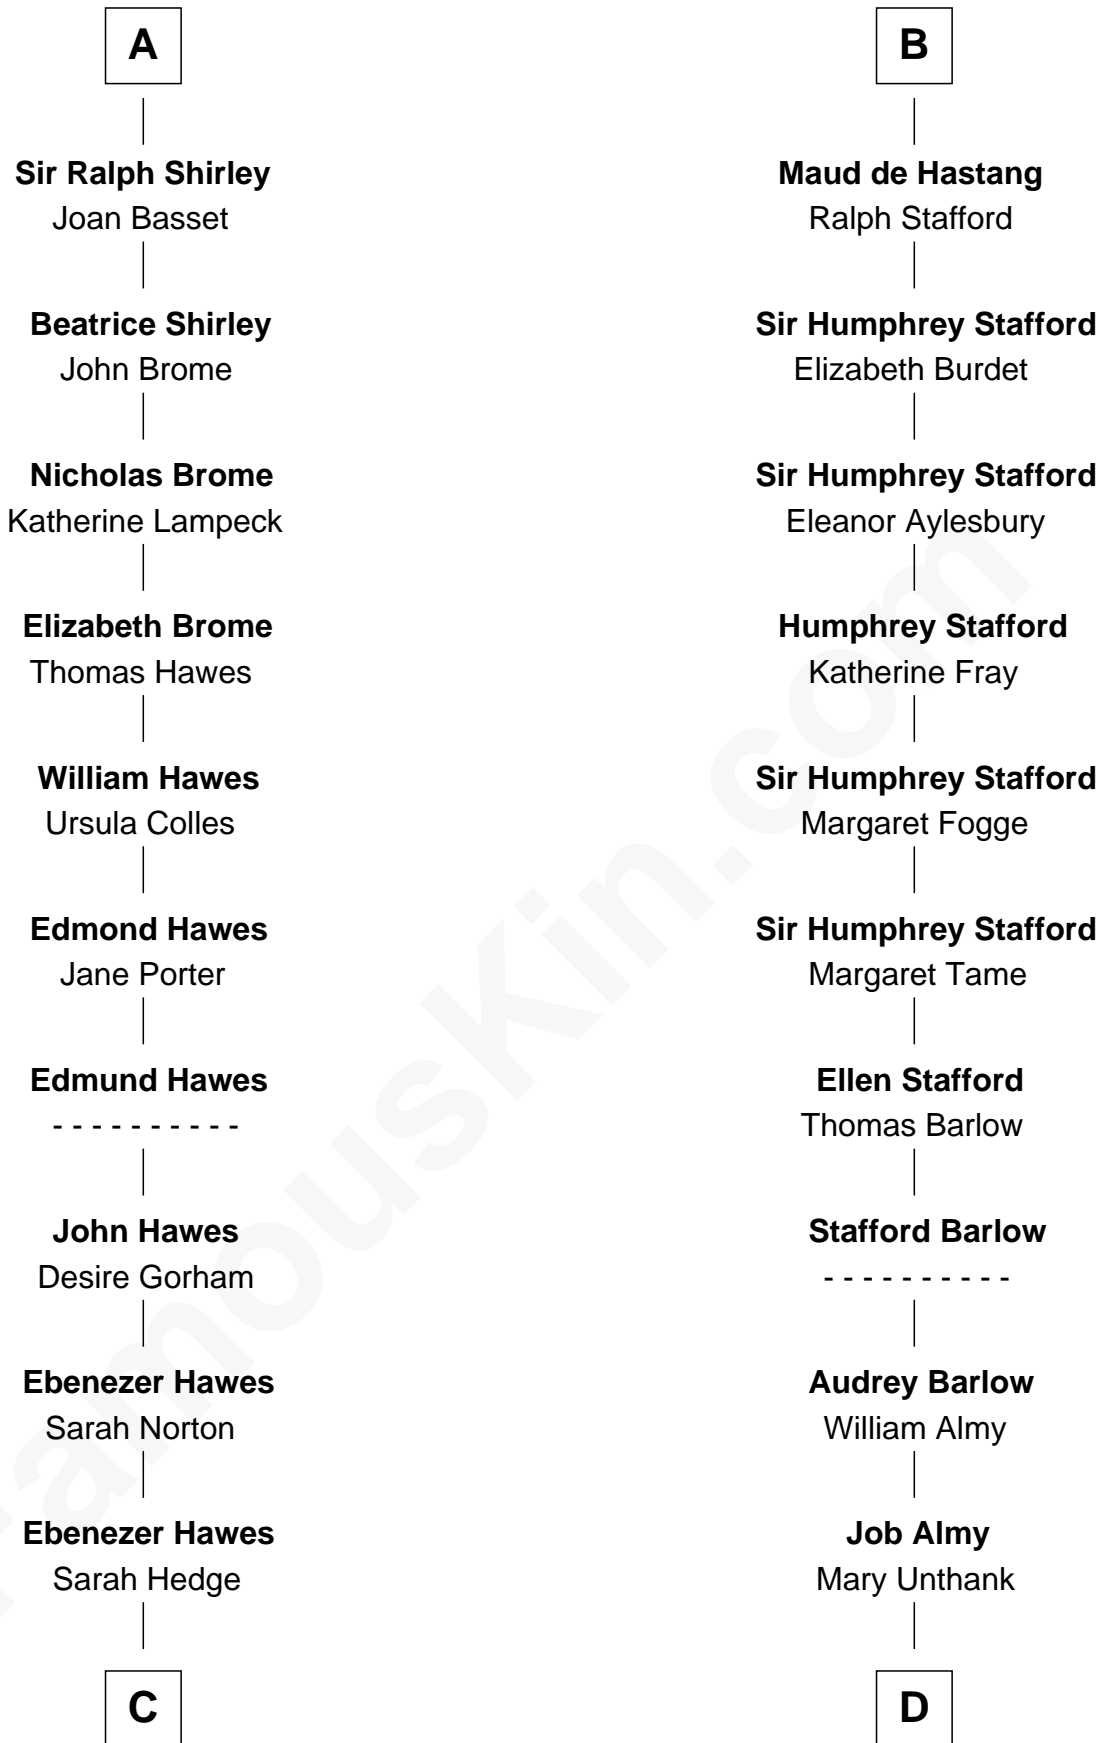 A
Sir Ralph Shirley
Joan Basset
Beatrice Shirley
John Brome
Nicholas Brome
Katherine Lampeck
Elizabeth Brome
Thomas Hawes
William Hawes
Ursula Colles
Edmond Hawes
Jane Porter
Edmund Hawes
- - - - - - - - - -
John Hawes
Desire Gorham
Ebenezer Hawes
Sarah Norton
Ebenezer Hawes
Sarah Hedge
C
B
Maud de Hastang
Ralph Stafford
Sir Humphrey Stafford
Elizabeth Burdet
Sir Humphrey Stafford
Eleanor Aylesbury
Humphrey Stafford
Katherine Fray
Sir Humphrey Stafford
Margaret Fogge
Sir Humphrey Stafford
Margaret Tame
Ellen Stafford
Thomas Barlow
Stafford Barlow
- - - - - - - - - -
Audrey Barlow
William Almy
Job Almy
Mary Unthank
D
FamousKin.com